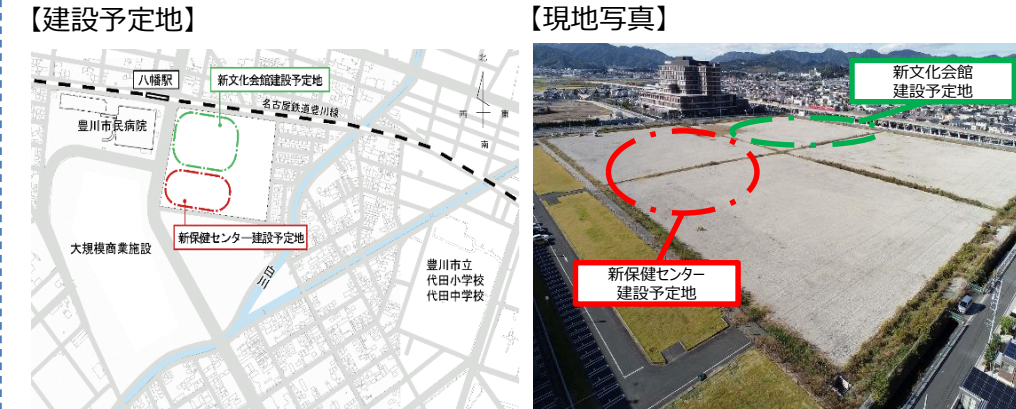 【建設予定地】
【現地写真】
八幡駅
新文化会館建設予定地
名古屋鉄道豊川線
豊川市民病院
北
西
東
南
新保健センター建設予定地
大規模商業施設
白川
豊川市立
代田小学校
代田中学校
新文化会館
建設予定地
新保健センター
建設予定地